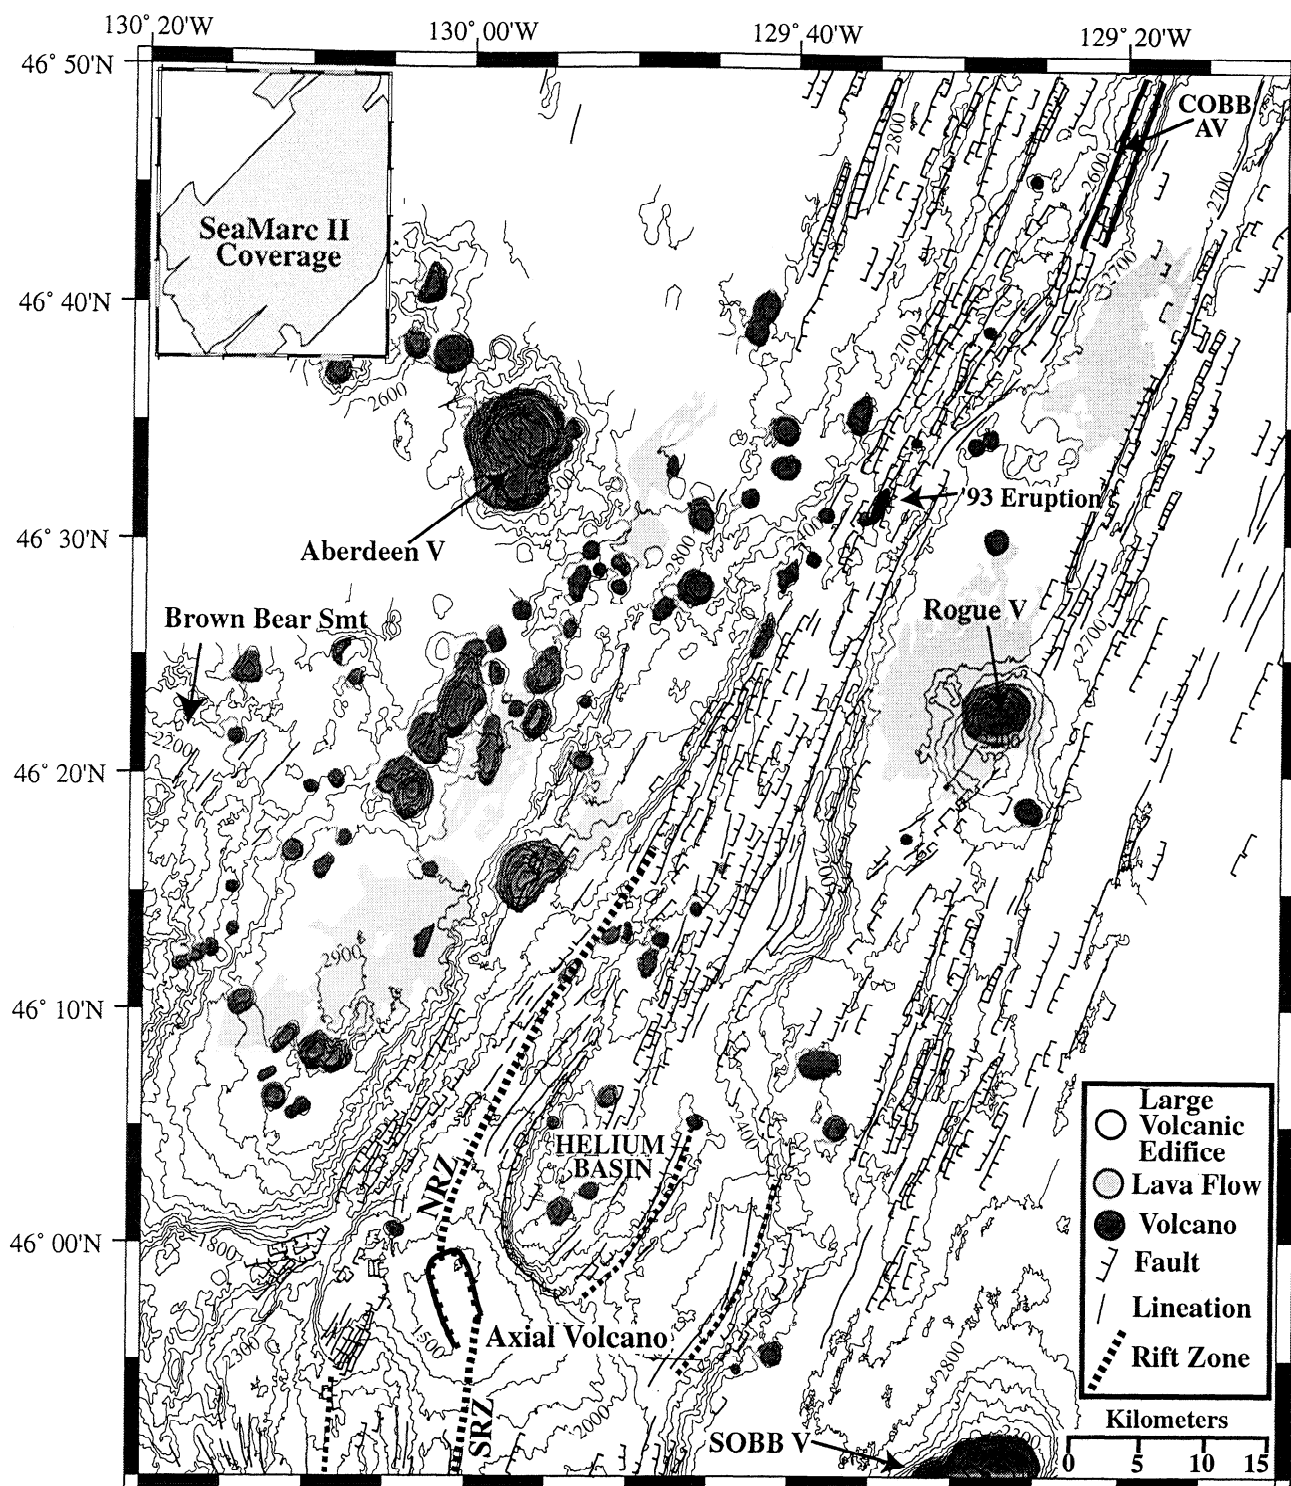 130° 20'W
130° 00'W
129° 40'W
129° 20'W
46° 50'N
46° 40'N
46° 30'N
46° 20'N
46° 10'N
46° 00'N
SeaMarc II
Coverage
COBB
AV
2800
2600
2700
2700
2700
2600
'93 Eruption
Aberdeen V
2800
Brown Bear Smt
Rogue V
2700
2200
2900
2400
HELIUM
BASIN
NRZ
1800
2300
1500
Axial Volcano
SRZ
2000
2800
SOBB V
Large
Volcanic
Edifice
Lava Flow
Volcano
Fault
Lineation
Rift Zone
Kilometers
0 5 10 15